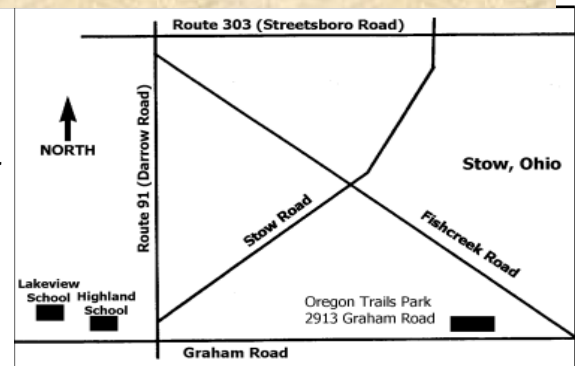 Route 303 (Streetsboro Road)
NORTH
Route 91 (Darrow Road)
Stow, Ohio
Stow Road
Fishcreek Road
Lakeview
School
Highland
School
Oregon Trails Park
2913 Graham Road
Graham Road